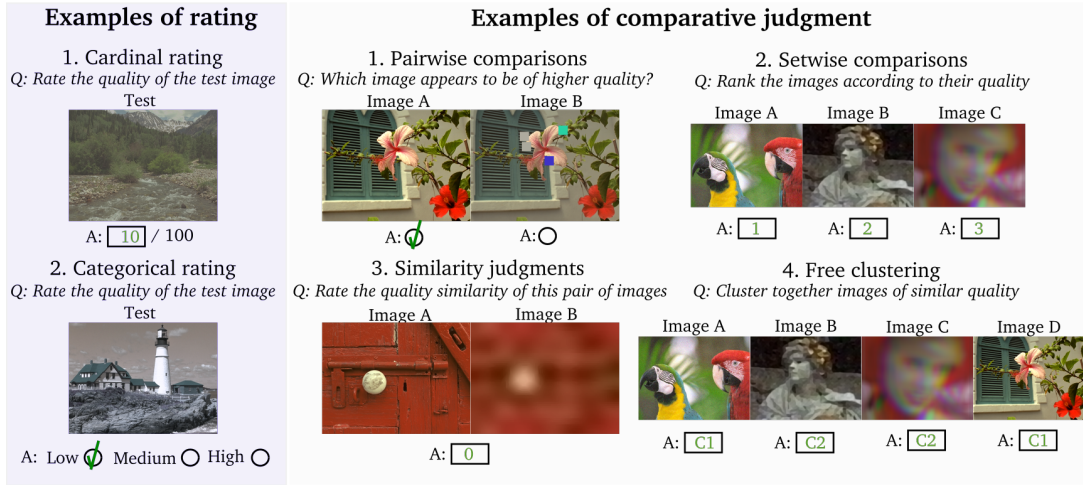 Examples of rating
1. Cardinal rating
Q: Rate the quality of the test image
Test
A: 10 / 100
2. Categorical rating
Q: Rate the quality of the test image
Test
A: Low Medium High
Examples of comparative judgment
1. Pairwise comparisons
Q: Which image appears to be of higher quality?
Image A Image B
A: A:
2. Setwise comparisons
Q: Rank the images according to their quality
Image A Image B Image C
A: 1 A: 2 A: 3
3. Similarity judgments
Q: Rate the quality similarity of this pair of images
Image A Image B
A: 0
4. Free clustering
Q: Cluster together images of similar quality
Image A Image B Image C Image D
A: C1 A: C2 A: C2 A: C1